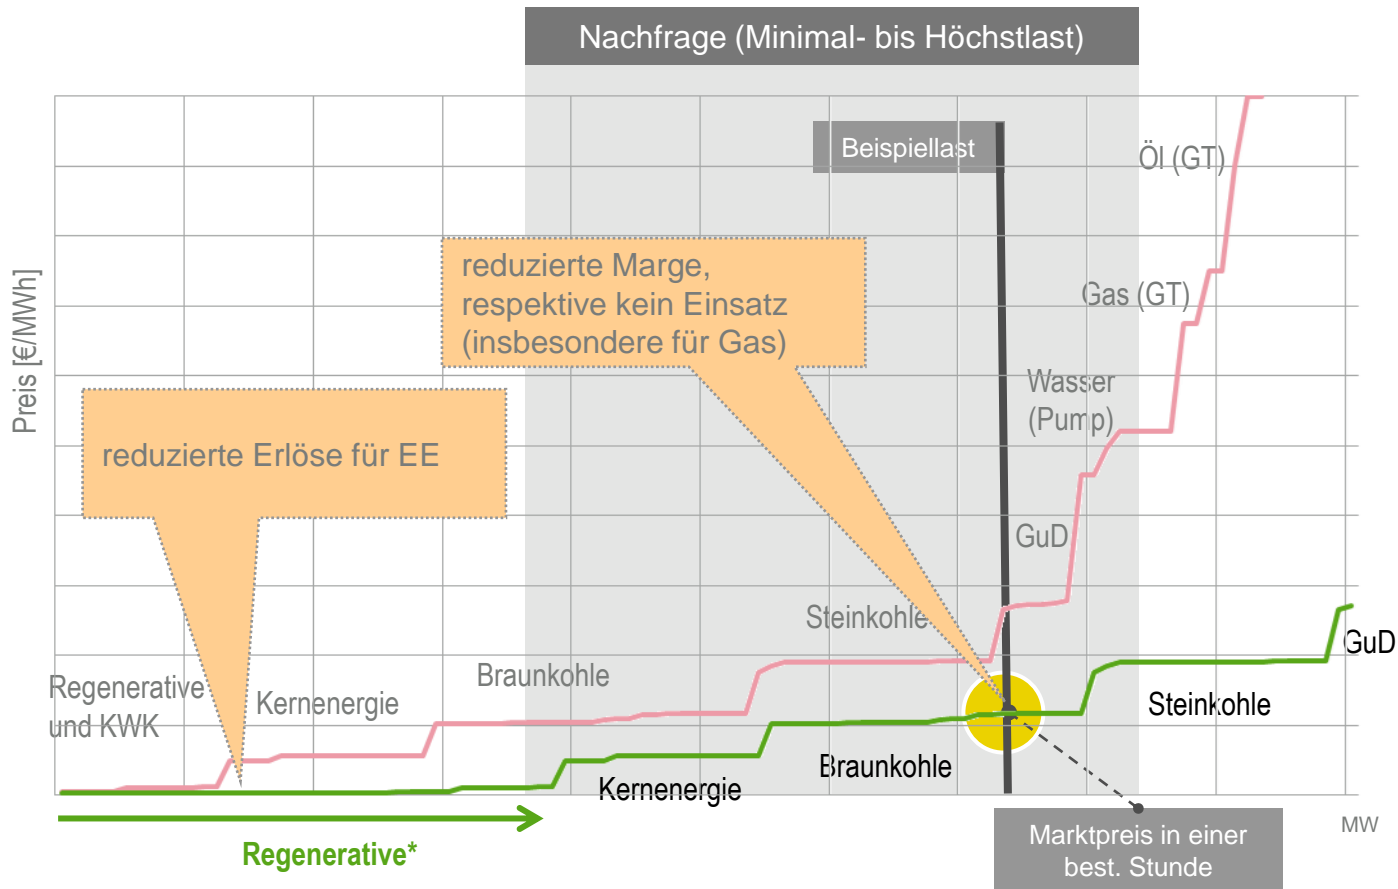 Nachfrage (Minimal- bis Höchstlast)
Beispiellast
Öl (GT)
reduzierte Marge,
respektive kein Einsatz
(insbesondere für Gas)
Gas (GT)
Preis [€/MWh]
Wasser
(Pump)
reduzierte Erlöse für EE
GuD
Steinkohle
GuD
Braunkohle
Regenerative
und KWK
Kernenergie
Steinkohle
Braunkohle
Kernenergie
MW
Regenerative*
Marktpreis in einer
best. Stunde